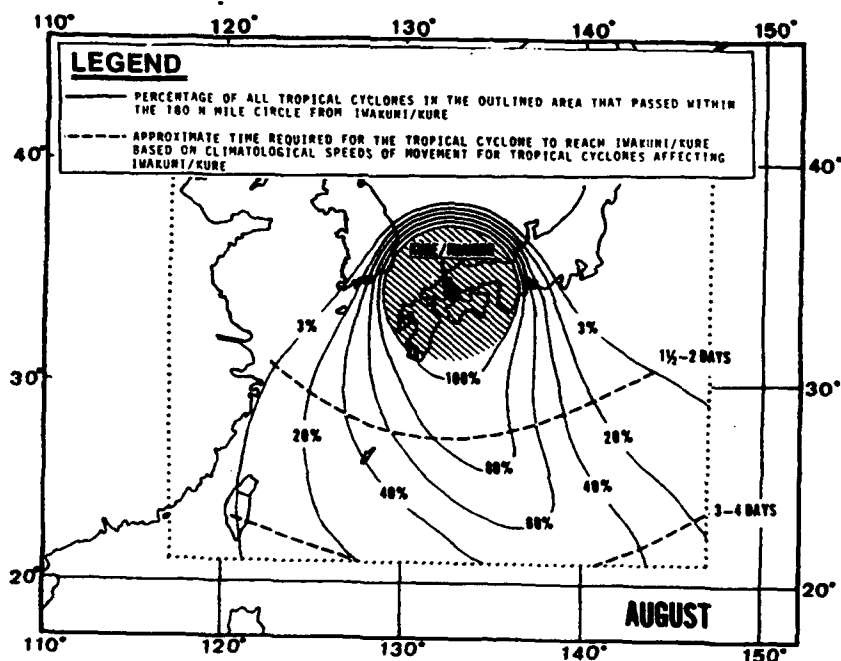 110° 120° 130° 140° 150°
LEGEND
PERCENTAGE OF ALL TROPICAL CYCLONES IN THE OUTLINED AREA THAT PASSED WITHIN
THE 180 N MILE CIRCLE FROM IWAKUNI/KURE
APPROXIMATE TIME REQUIRED FOR THE TROPICAL CYCLONE TO REACH IWAKUNI/KURE
BASED ON CLIMATOLOGICAL SPEEDS OF MOVEMENT FOR TROPICAL CYCLONES AFFECTING
IWAKUNI/KURE
40° 40°
3% 3%
1½-2 DAYS
30° 100% 30°
20% 20%
80%
40% 40%
60% 3-4 DAYS
20° 20°
AUGUST
110° 120° 130° 140° 150°